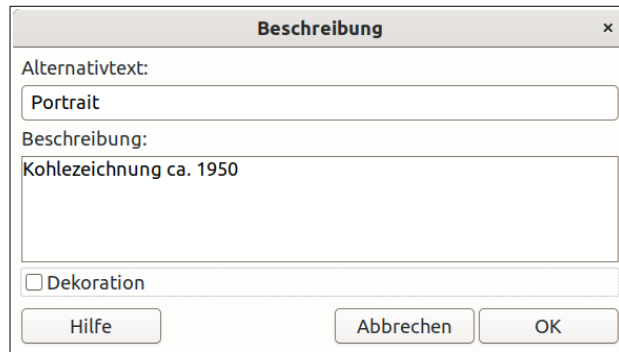 Beschreibung ×
Alternativtext:
Portrait
Beschreibung:
Kohlezeichnung ca. 1950
Dekoration
Hilfe Abbrechen OK